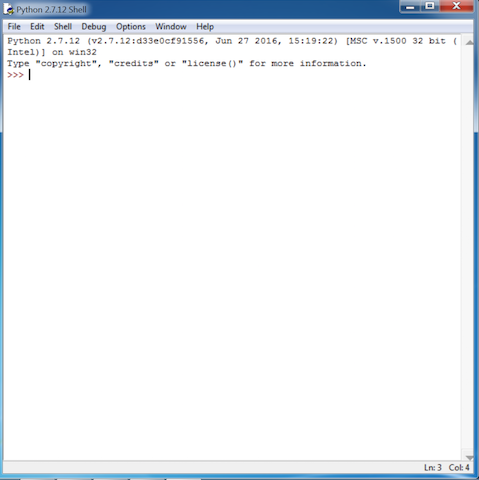 Python 2.7.12 Shell
File Edit Shell Debug Options Window Help
Python 2.7.12 (v2.7.12:d33e0cf91556, Jun 27 2016, 15:19:22) [MSC v.1500 32 bit (
Intel)] on win32
Type "copyright", "credits" or "license()" for more information.
>>>
Ln: 3 Col: 4